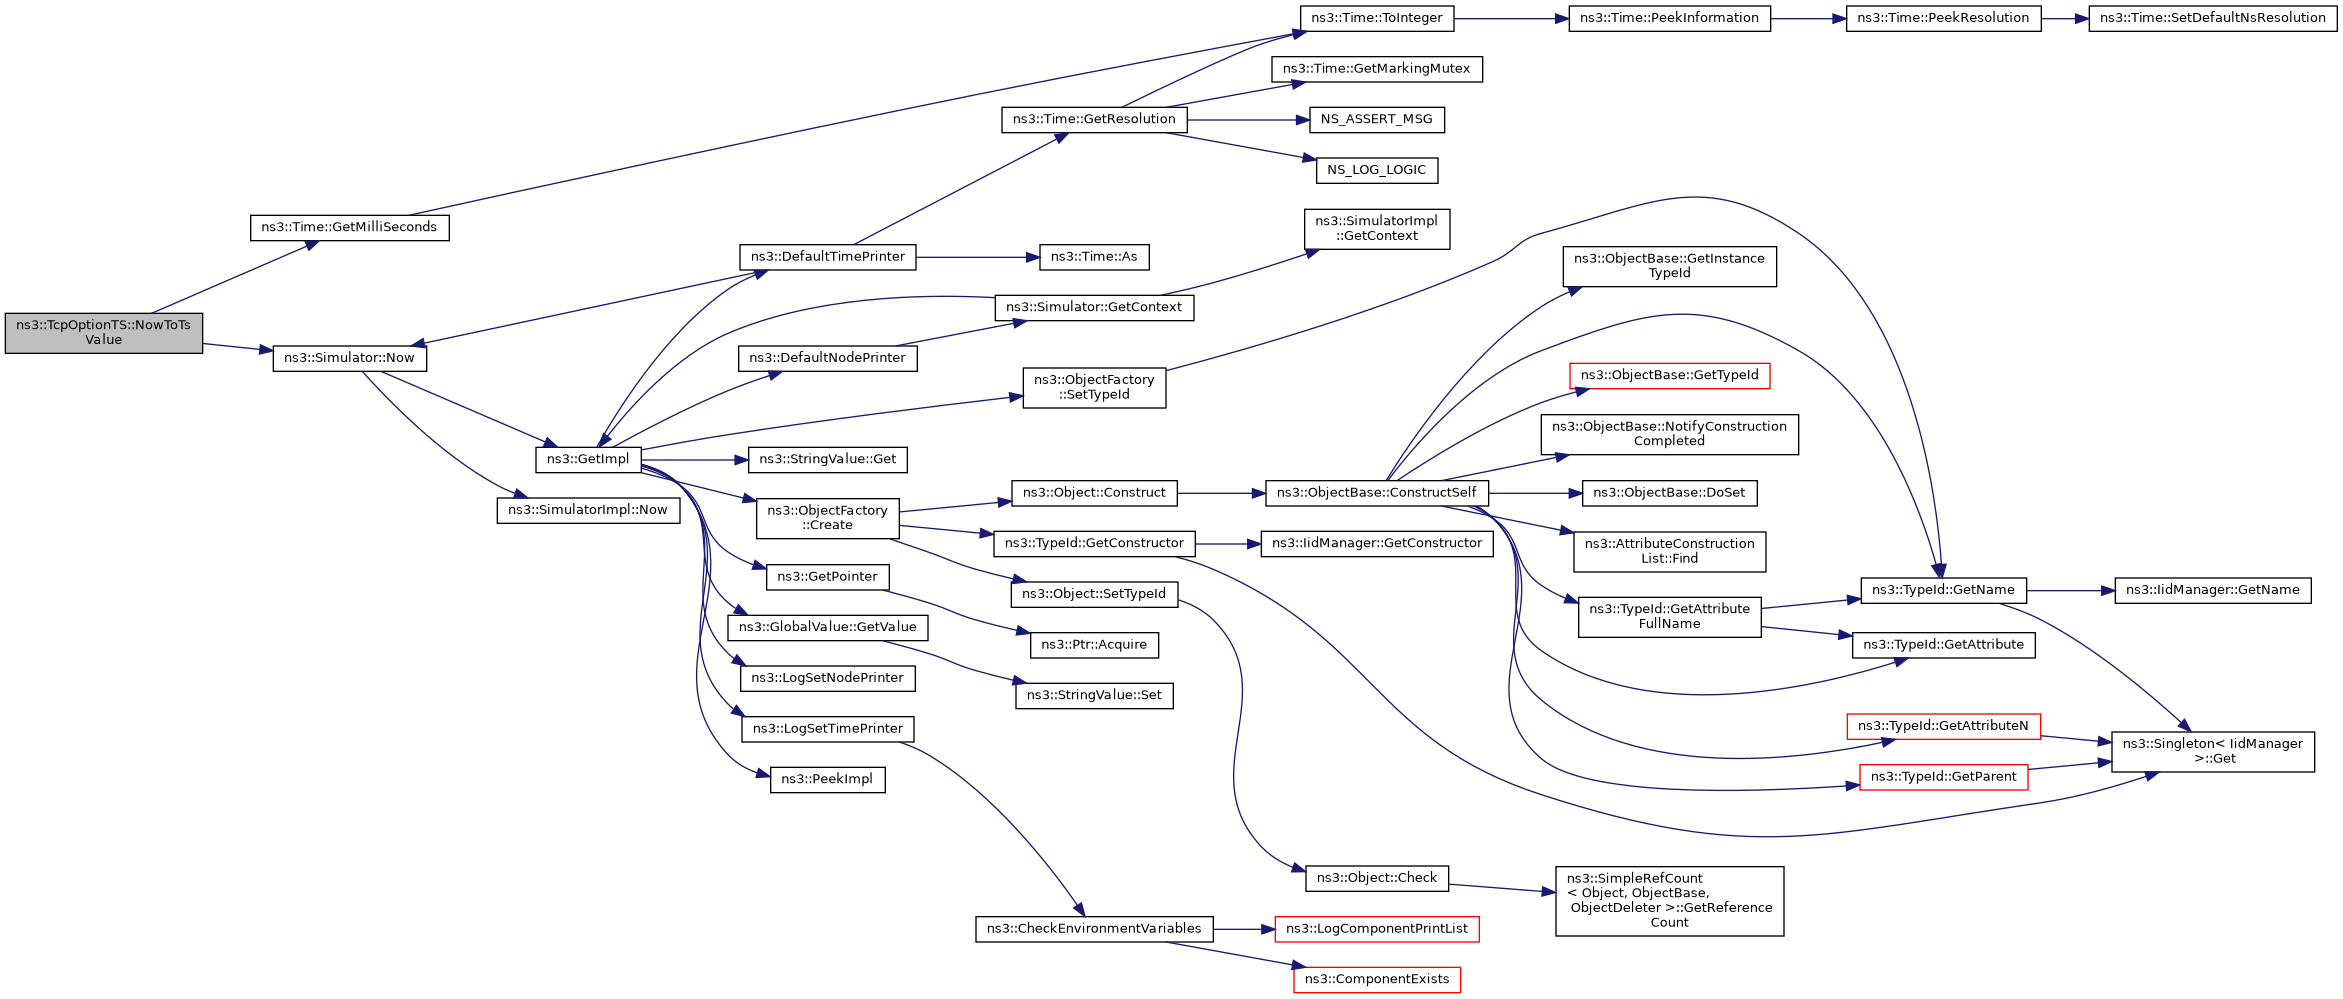 ns3::TcpOptionTS::NowToTs
Value
ns3::Time::GetMilliSeconds
ns3::Simulator::Now
ns3::GetImpl
ns3::SimulatorImpl::Now
ns3::DefaultTimePrinter
ns3::DefaultNodePrinter
ns3::StringValue::Get
ns3::ObjectFactory
::Create
ns3::GetPointer
ns3::GlobalValue::GetValue
ns3::LogSetNodePrinter
ns3::LogSetTimePrinter
ns3::PeekImpl
ns3::Time::GetResolution
ns3::Time::As
ns3::Simulator::GetContext
ns3::ObjectFactory
::SetTypeId
ns3::Object::Construct
ns3::TypeId::GetConstructor
ns3::Object::SetTypeId
ns3::Ptr::Acquire
ns3::StringValue::Set
ns3::CheckEnvironmentVariables
ns3::Time::ToInteger
ns3::Time::GetMarkingMutex
NS_ASSERT_MSG
NS_LOG_LOGIC
ns3::SimulatorImpl
::GetContext
ns3::ObjectBase::ConstructSelf
ns3::IidManager::GetConstructor
ns3::Object::Check
ns3::LogComponentPrintList
ns3::ComponentExists
ns3::Time::PeekInformation
ns3::ObjectBase::GetInstance
TypeId
ns3::ObjectBase::GetTypeId
ns3::ObjectBase::NotifyConstruction
Completed
ns3::ObjectBase::DoSet
ns3::AttributeConstruction
List::Find
ns3::TypeId::GetAttribute
FullName
ns3::SimpleRefCount
< Object, ObjectBase,
ObjectDeleter >::GetReference
Count
ns3::Time::PeekResolution
ns3::TypeId::GetName
ns3::TypeId::GetAttribute
ns3::TypeId::GetAttributeN
ns3::TypeId::GetParent
ns3::Time::SetDefaultNsResolution
ns3::IidManager::GetName
ns3::Singleton< IidManager
>::Get